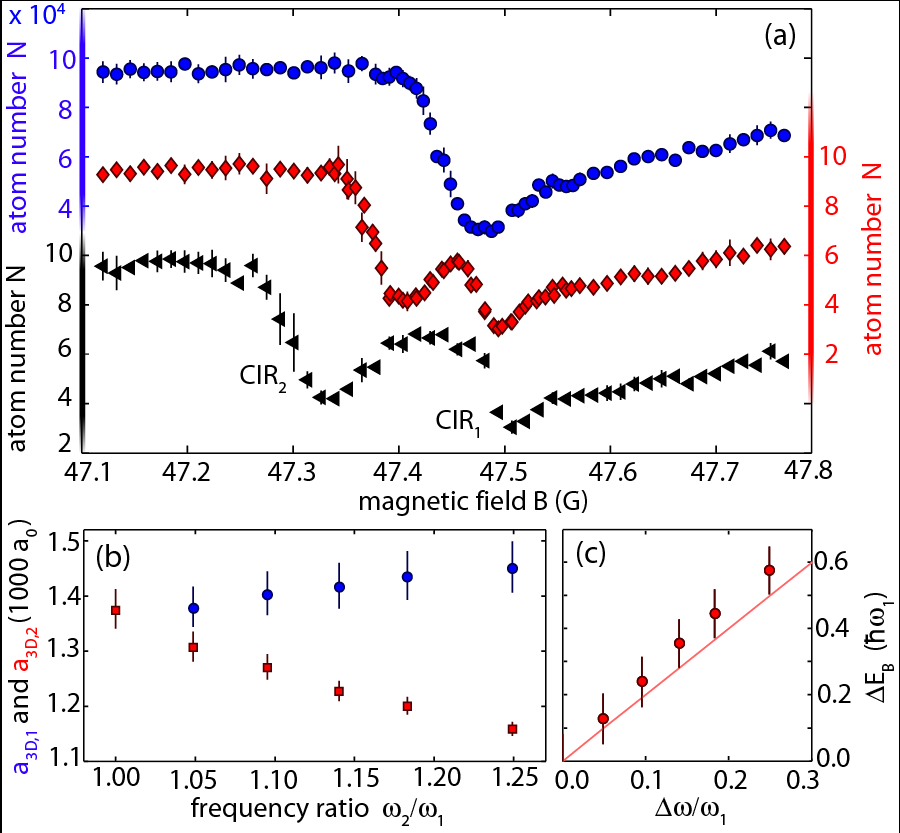 x 10⁴
(a)
atom number N
10
8
6
4
atom number N
10
8
6
4
2
atom number N
10
8
6
4
2
CIR₂
CIR₁
47.1 47.2 47.3 47.4 47.5 47.6 47.7 47.8
magnetic field B (G)
(b)
a₃D,₁ and a₃D,₂ (1000 a₀)
1.5
1.4
1.3
1.2
1.1
1.00 1.05 1.10 1.15 1.20 1.25
frequency ratio ω₂/ω₁
(c)
0.6
0.4
0.2
0.0
ΔE_B (ħω₁)
0.0 0.1 0.2 0.3
Δω/ω₁